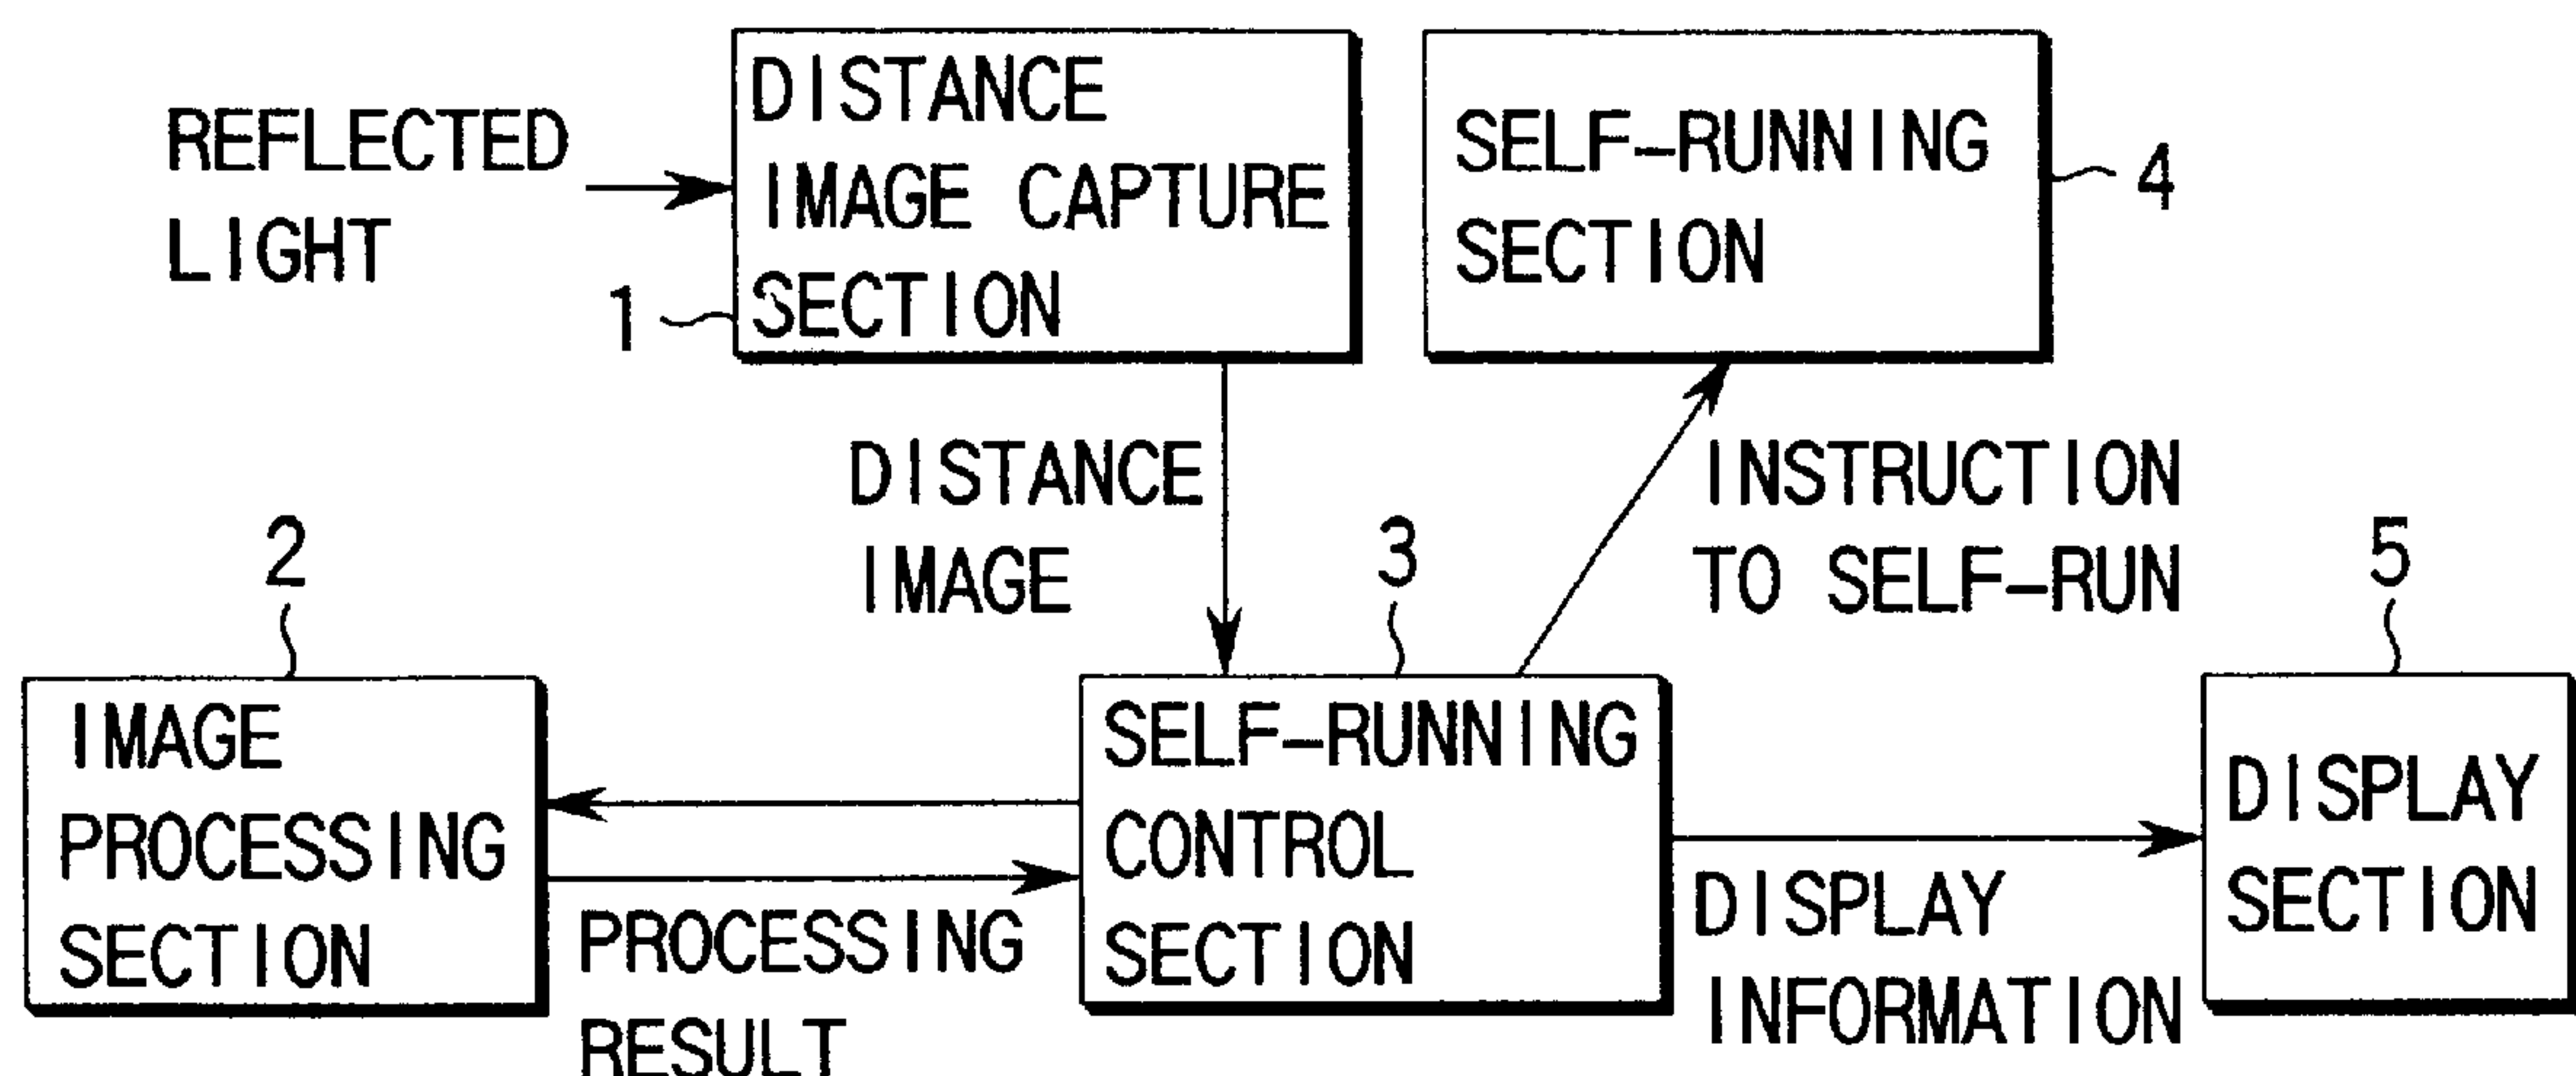 REFLECTED
LIGHT
DISTANCE
IMAGE CAPTURE
SECTION
1
SELF-RUNNING
SECTION
4
DISTANCE
IMAGE
INSTRUCTION
TO SELF-RUN
2
IMAGE
PROCESSING
SECTION
PROCESSING
RESULT
3
SELF-RUNNING
CONTROL
SECTION
DISPLAY
INFORMATION
5
DISPLAY
SECTION